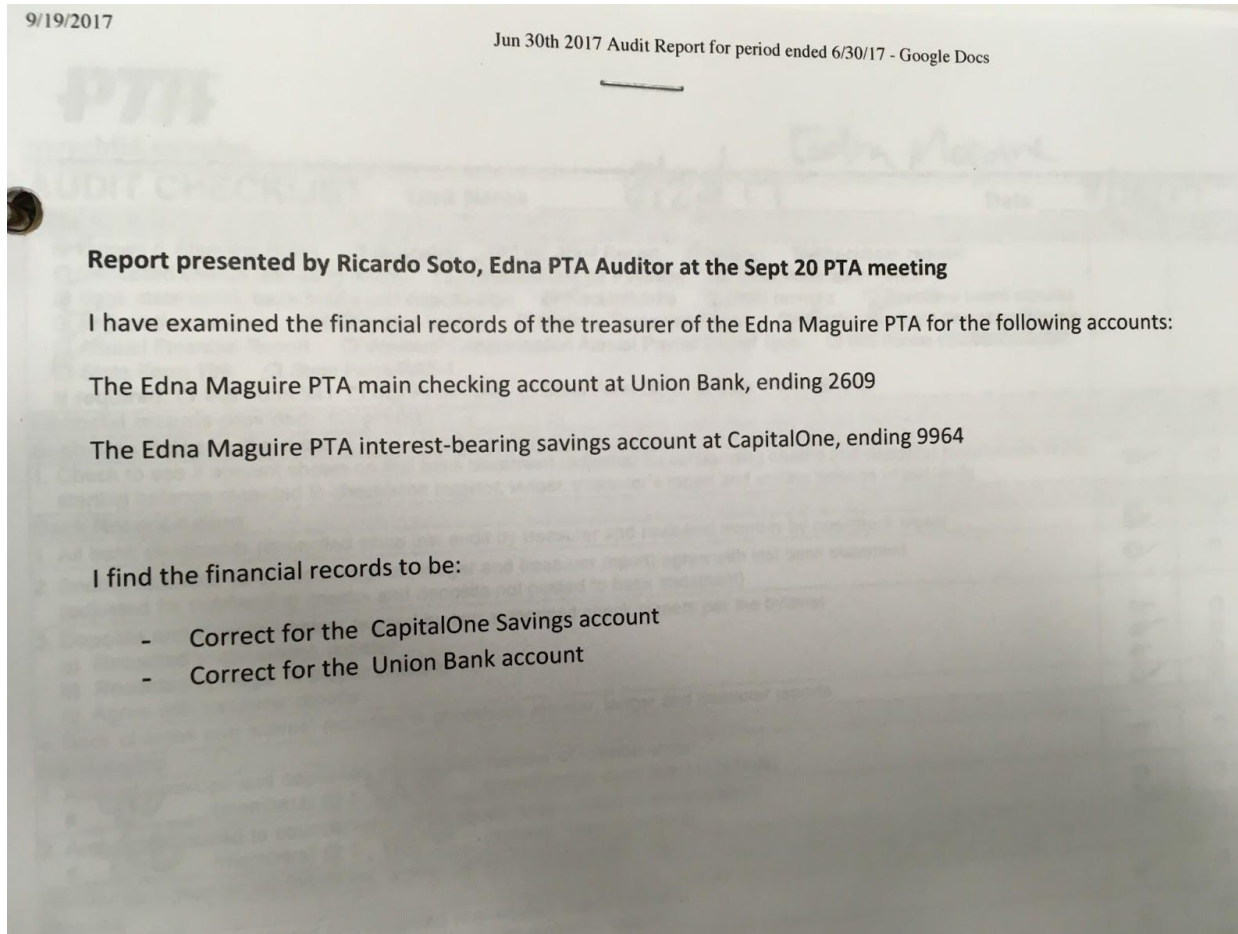 9/19/2017
Jun 30th 2017 Audit Report for period ended 6/30/17 - Google Docs
Report presented by Ricardo Soto, Edna PTA Auditor at the Sept 20 PTA meeting
I have examined the financial records of the treasurer of the Edna Maguire PTA for the following accounts:
The Edna Maguire PTA main checking account at Union Bank, ending 2609
The Edna Maguire PTA interest-bearing savings account at CapitalOne, ending 9964
I find the financial records to be:
- Correct for the CapitalOne Savings account
- Correct for the Union Bank account